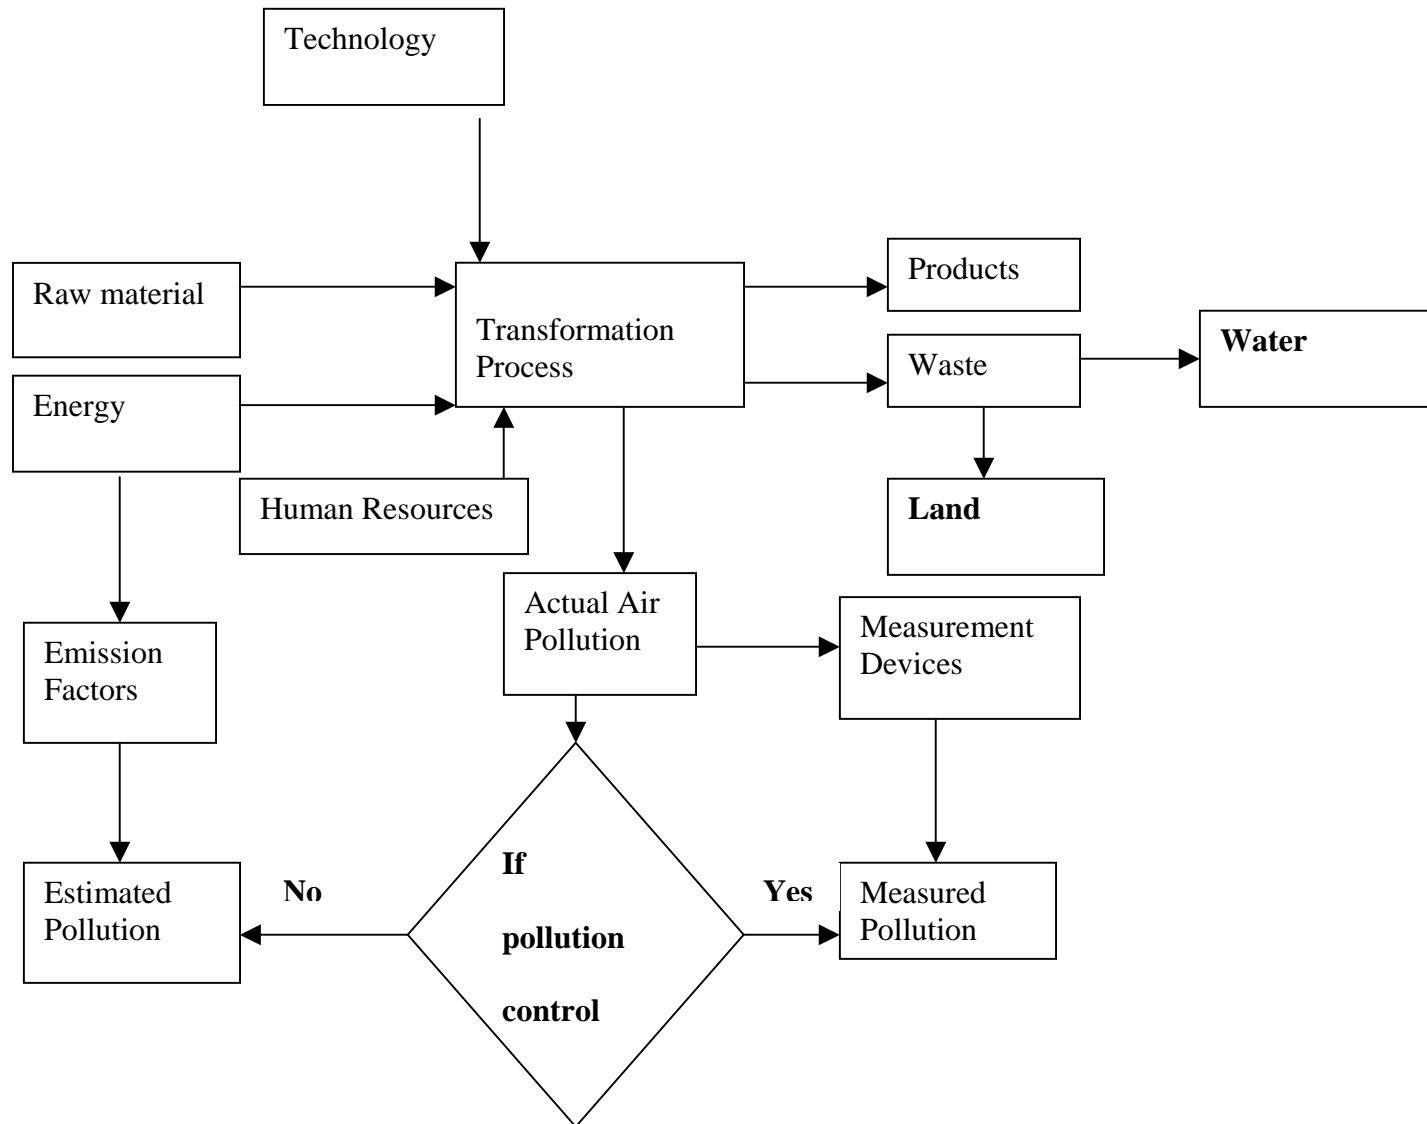 Technology
Raw material
Transformation
Process
Products
Waste
Water
Energy
Human Resources
Land
Emission
Factors
Actual Air
Pollution
Measurement
Devices
Estimated
Pollution
No
If
pollution
control
Yes
Measured
Pollution